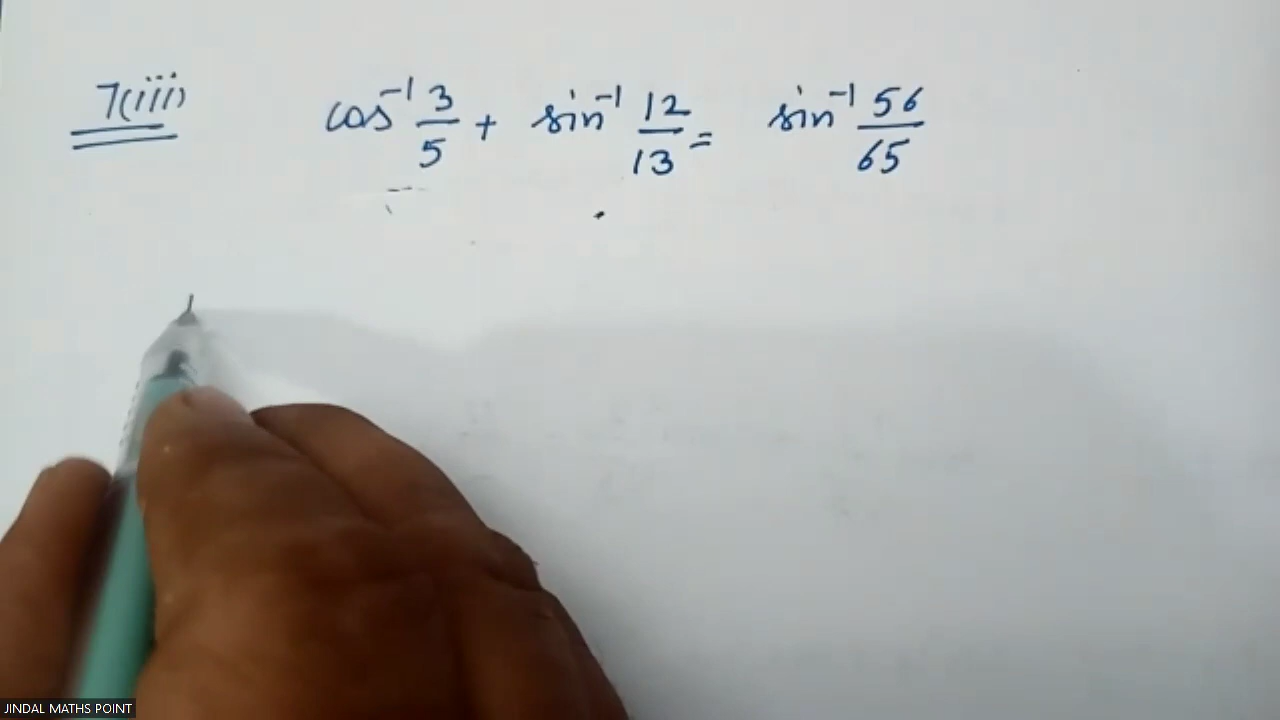 7(iii) cos⁻¹ 3/5 + sin⁻¹ 12/13 = sin⁻¹ 56/65
JINDAL MATHS POINT